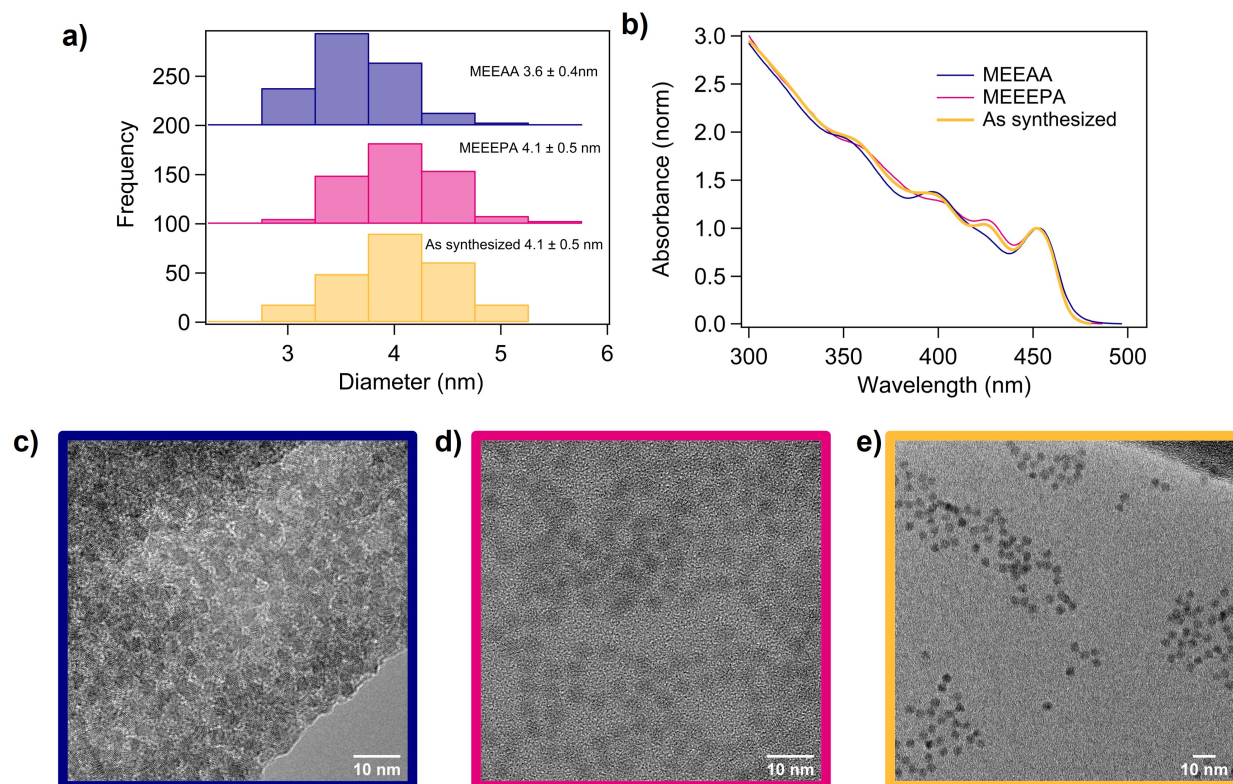 a)
Frequency
250
200
150
100
50
0
MEEAA 3.6 ± 0.4nm
MEEEPA 4.1 ± 0.5 nm
As synthesized 4.1 ± 0.5 nm
3 4 5 6
Diameter (nm)
b)
Absorbance (norm)
3.0
2.5
2.0
1.5
1.0
0.5
0.0
MEEAA
MEEEPA
As synthesized
300 350 400 450 500
Wavelength (nm)
c)
10 nm
d)
10 nm
e)
10 nm